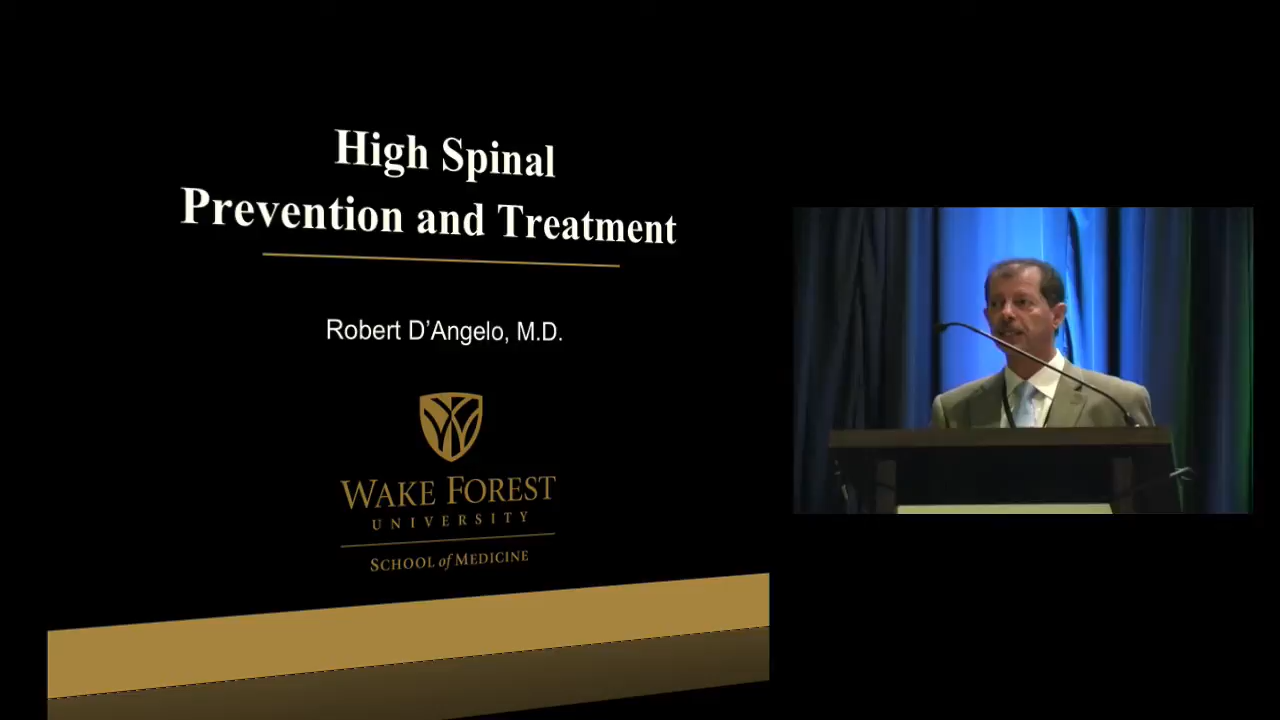 High Spinal
Prevention and Treatment
Robert D’Angelo, M.D.
WAKE FOREST
UNIVERSITY
SCHOOL of MEDICINE